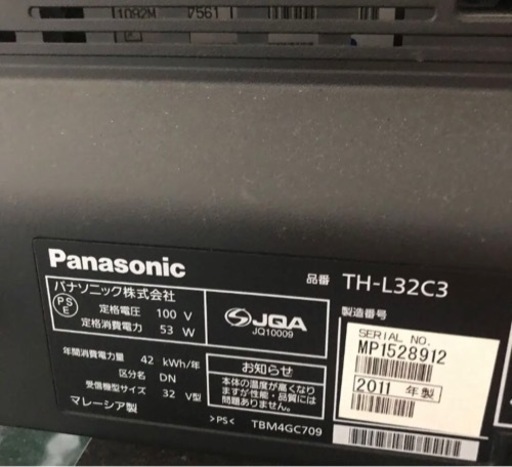 1092M 7561
Panasonic
パナソニック株式会社
PS
E
定格電圧 100 V
定格消費電力 53 W
JQA
JQ10009
品番 TH-L32C3
製造番号
SERIAL NO.
MP1528912
2011 年製
年間消費電力量 42 kWh/年
区分名 DN
受信機型サイズ 32 V型
マレーシア製
お知らせ
本体の温度が高くなり
ますが性能・品質には
問題ありません。
>PS< TBM4GC709